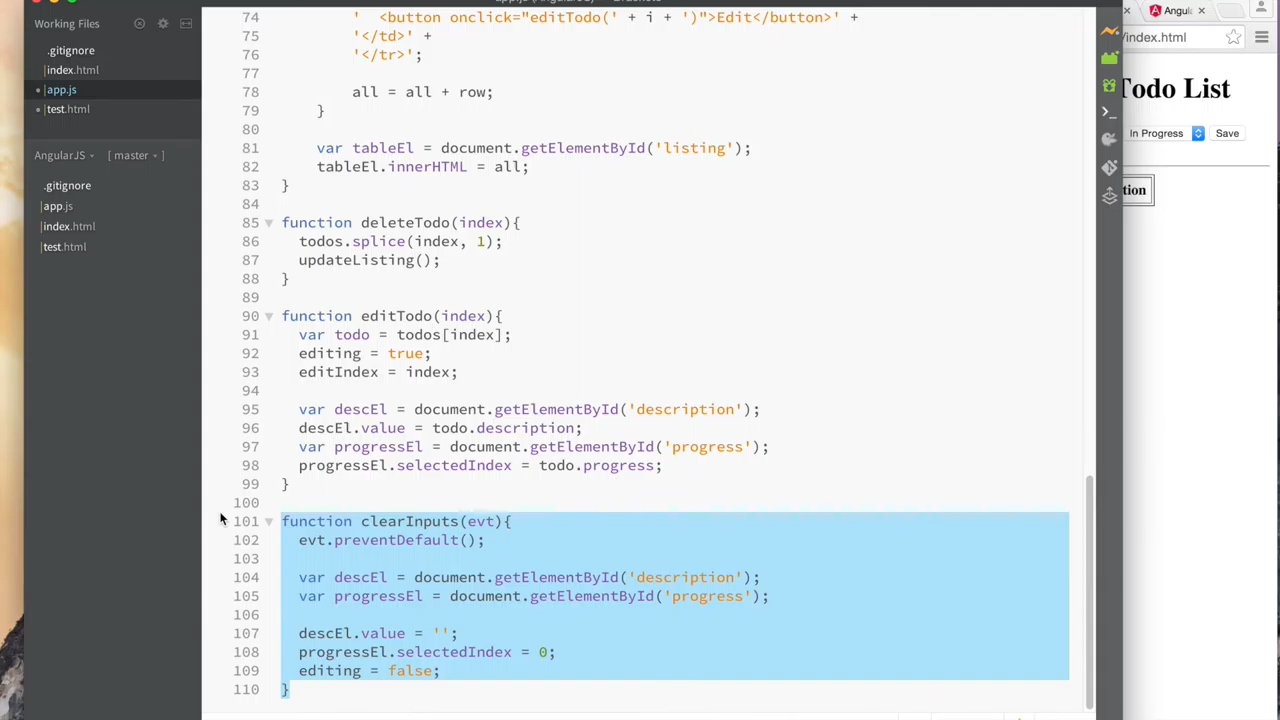 Working Files
.gitignore
index.html
app.js
test.html
AngularJS
[ master ]
.gitignore
app.js
index.html
test.html
74 '  <button onclick="editTodo(' + i + ')">Edit</button>' +
75 '</td>' +
76 '</tr>';
77
78 all = all + row;
79 }
80
81 var tableEl = document.getElementById('listing');
82 tableEl.innerHTML = all;
83 }
84
85 function deleteTodo(index){
86 todos.splice(index, 1);
87 updateListing();
88 }
89
90 function editTodo(index){
91 var todo = todos[index];
92 editing = true;
93 editIndex = index;
94
95 var descEl = document.getElementById('description');
96 descEl.value = todo.description;
97 var progressEl = document.getElementById('progress');
98 progressEl.selectedIndex = todo.progress;
99 }
100
101 function clearInputs(evt){
102 evt.preventDefault();
103
104 var descEl = document.getElementById('description');
105 var progressEl = document.getElementById('progress');
106
107 descEl.value = '';
108 progressEl.selectedIndex = 0;
109 editing = false;
110 }
Angula
/index.html
Todo List
In Progress
Save
tion